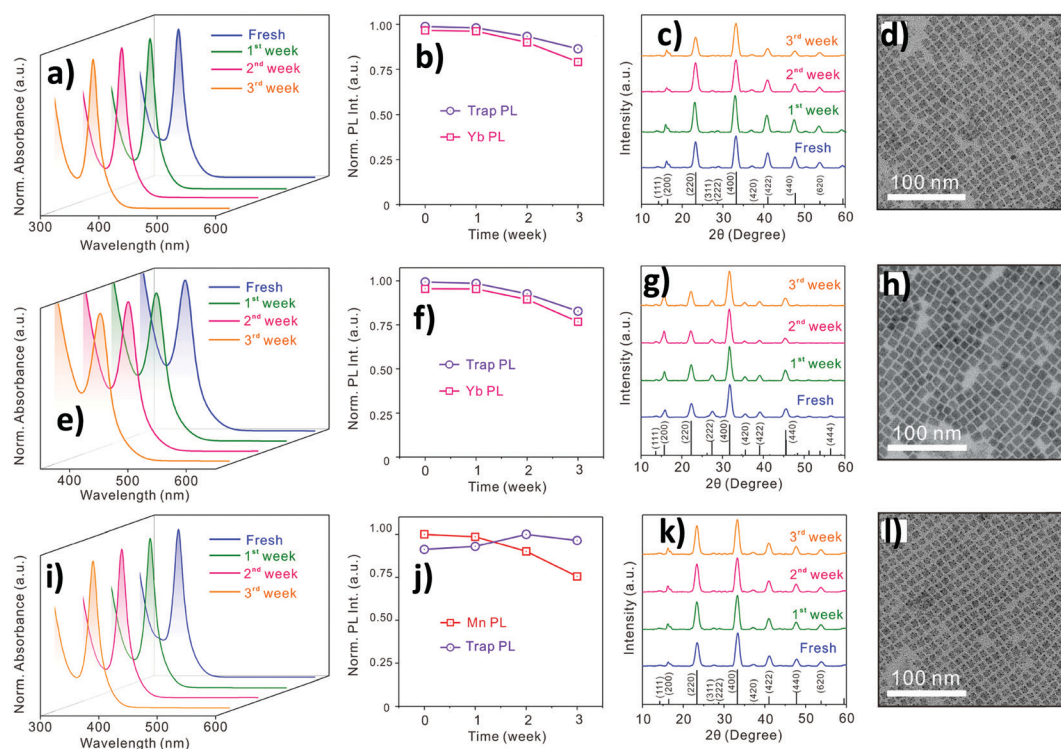 a)
Norm. Absorbance (a.u.)
Fresh
1st week
2nd week
3rd week
300 400 500 600
Wavelength (nm)
b)
Norm. PL Int. (a.u.)
1.00
0.75
0.50
0.25
0
Trap PL
Yb PL
0 1 2 3
Time (week)
c)
Intensity (a.u.)
3rd week
2nd week
1st week
Fresh
(111) (200) (220) (311) (222) (400) (420) (422) (440) (620)
10 20 30 40 50 60
2θ (Degree)
d)
100 nm
e)
Norm. Absorbance (a.u.)
Fresh
1st week
2nd week
3rd week
400 500 600
Wavelength (nm)
f)
Norm. PL Int. (a.u.)
1.00
0.75
0.50
0.25
0
Trap PL
Yb PL
0 1 2 3
Time (week)
g)
Intensity (a.u.)
3rd week
2nd week
1st week
Fresh
(111) (200) (220) (222) (400) (420) (422) (440) (444)
10 20 30 40 50 60
2θ (Degree)
h)
100 nm
i)
Norm. Absorbance (a.u.)
Fresh
1st week
2nd week
3rd week
300 400 500 600
Wavelength (nm)
j)
Norm. PL Int. (a.u.)
1.00
0.75
0.50
0.25
0
Mn PL
Trap PL
0 1 2 3
Time (week)
k)
Intensity (a.u.)
3rd week
2nd week
1st week
Fresh
(111) (200) (220) (311) (222) (400) (420) (422) (440) (620)
10 20 30 40 50 60
2θ (Degree)
l)
100 nm